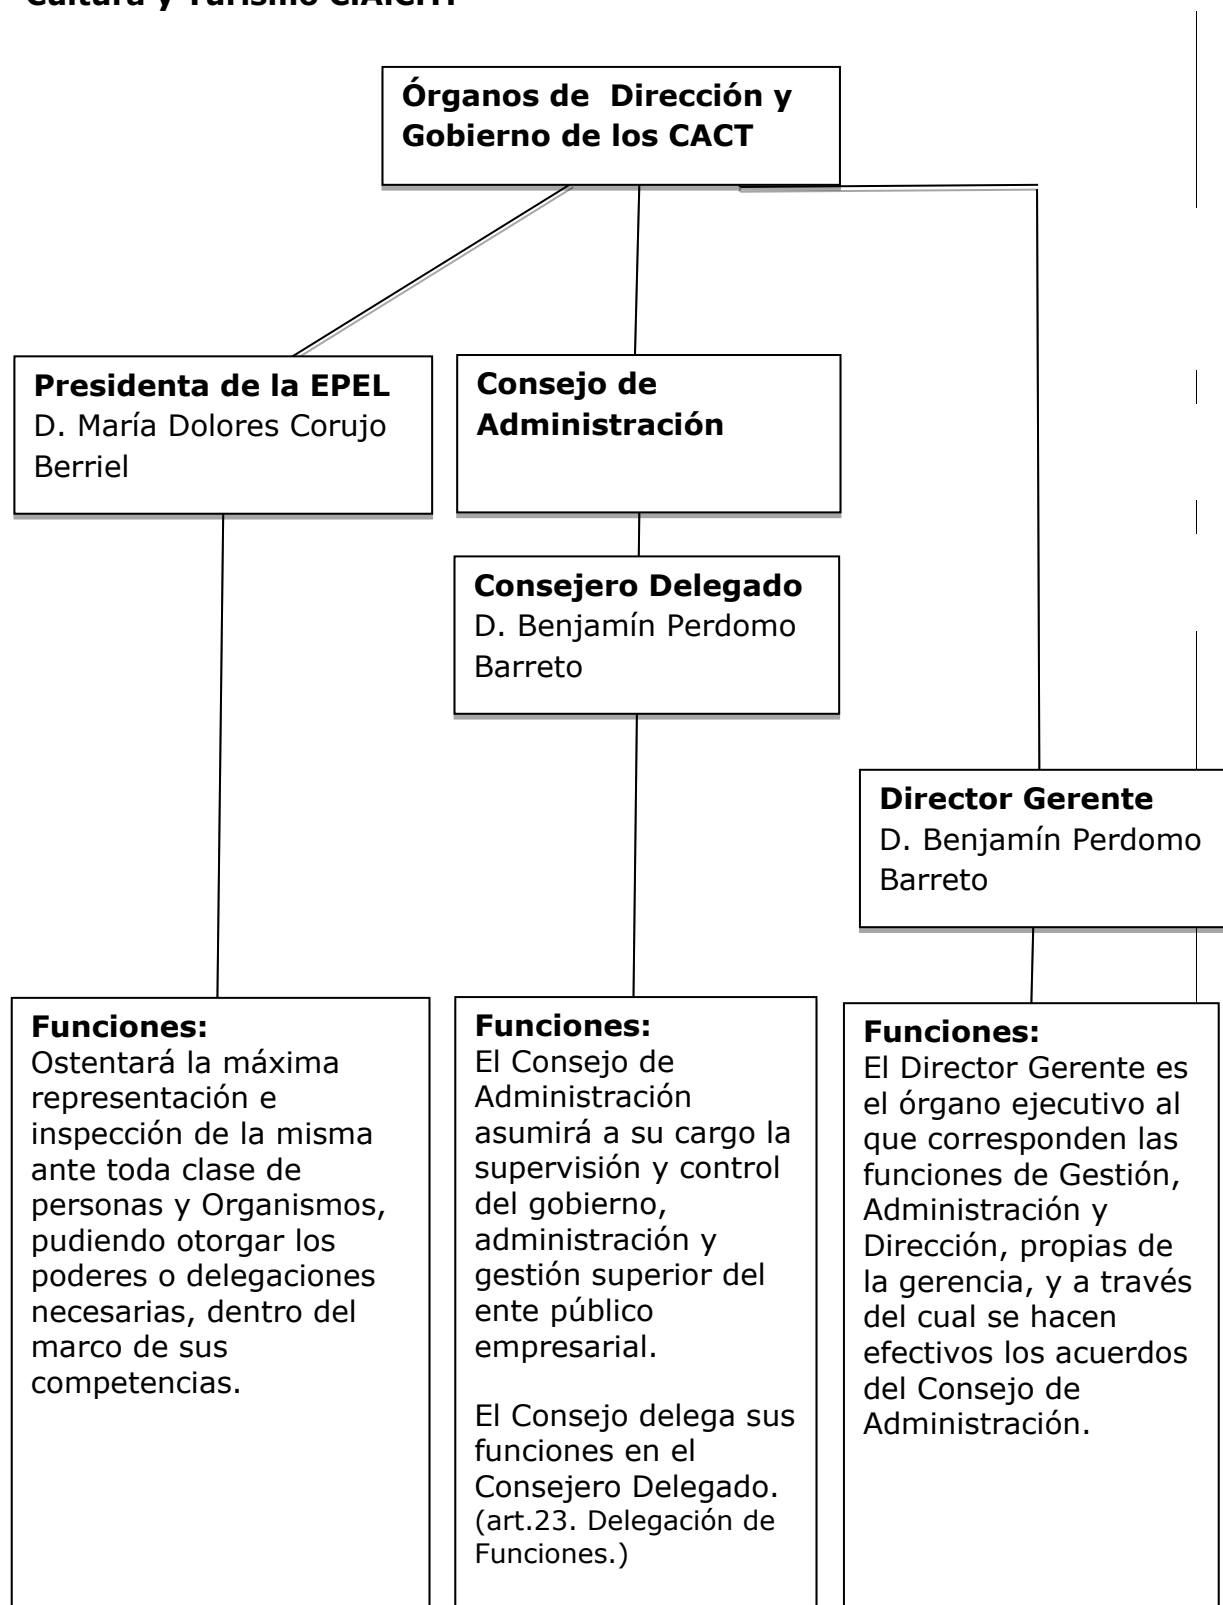 Cultura y Turismo C.A.C.T.
Órganos de Dirección y
Gobierno de los CACT
Presidenta de la EPEL
D. María Dolores Corujo
Berriel
Consejo de
Administración
Consejero Delegado
D. Benjamín Perdomo
Barreto
Director Gerente
D. Benjamín Perdomo
Barreto
Funciones:
Ostentará la máxima
representación e
inspección de la misma
ante toda clase de
personas y Organismos,
pudiendo otorgar los
poderes o delegaciones
necesarias, dentro del
marco de sus
competencias.
Funciones:
El Consejo de
Administración
asumirá a su cargo la
supervisión y control
del gobierno,
administración y
gestión superior del
ente público
empresarial.
El Consejo delega sus
funciones en el
Consejero Delegado.
(art.23. Delegación de
Funciones.)
Funciones:
El Director Gerente es
el órgano ejecutivo al
que corresponden las
funciones de Gestión,
Administración y
Dirección, propias de
la gerencia, y a través
del cual se hacen
efectivos los acuerdos
del Consejo de
Administración.